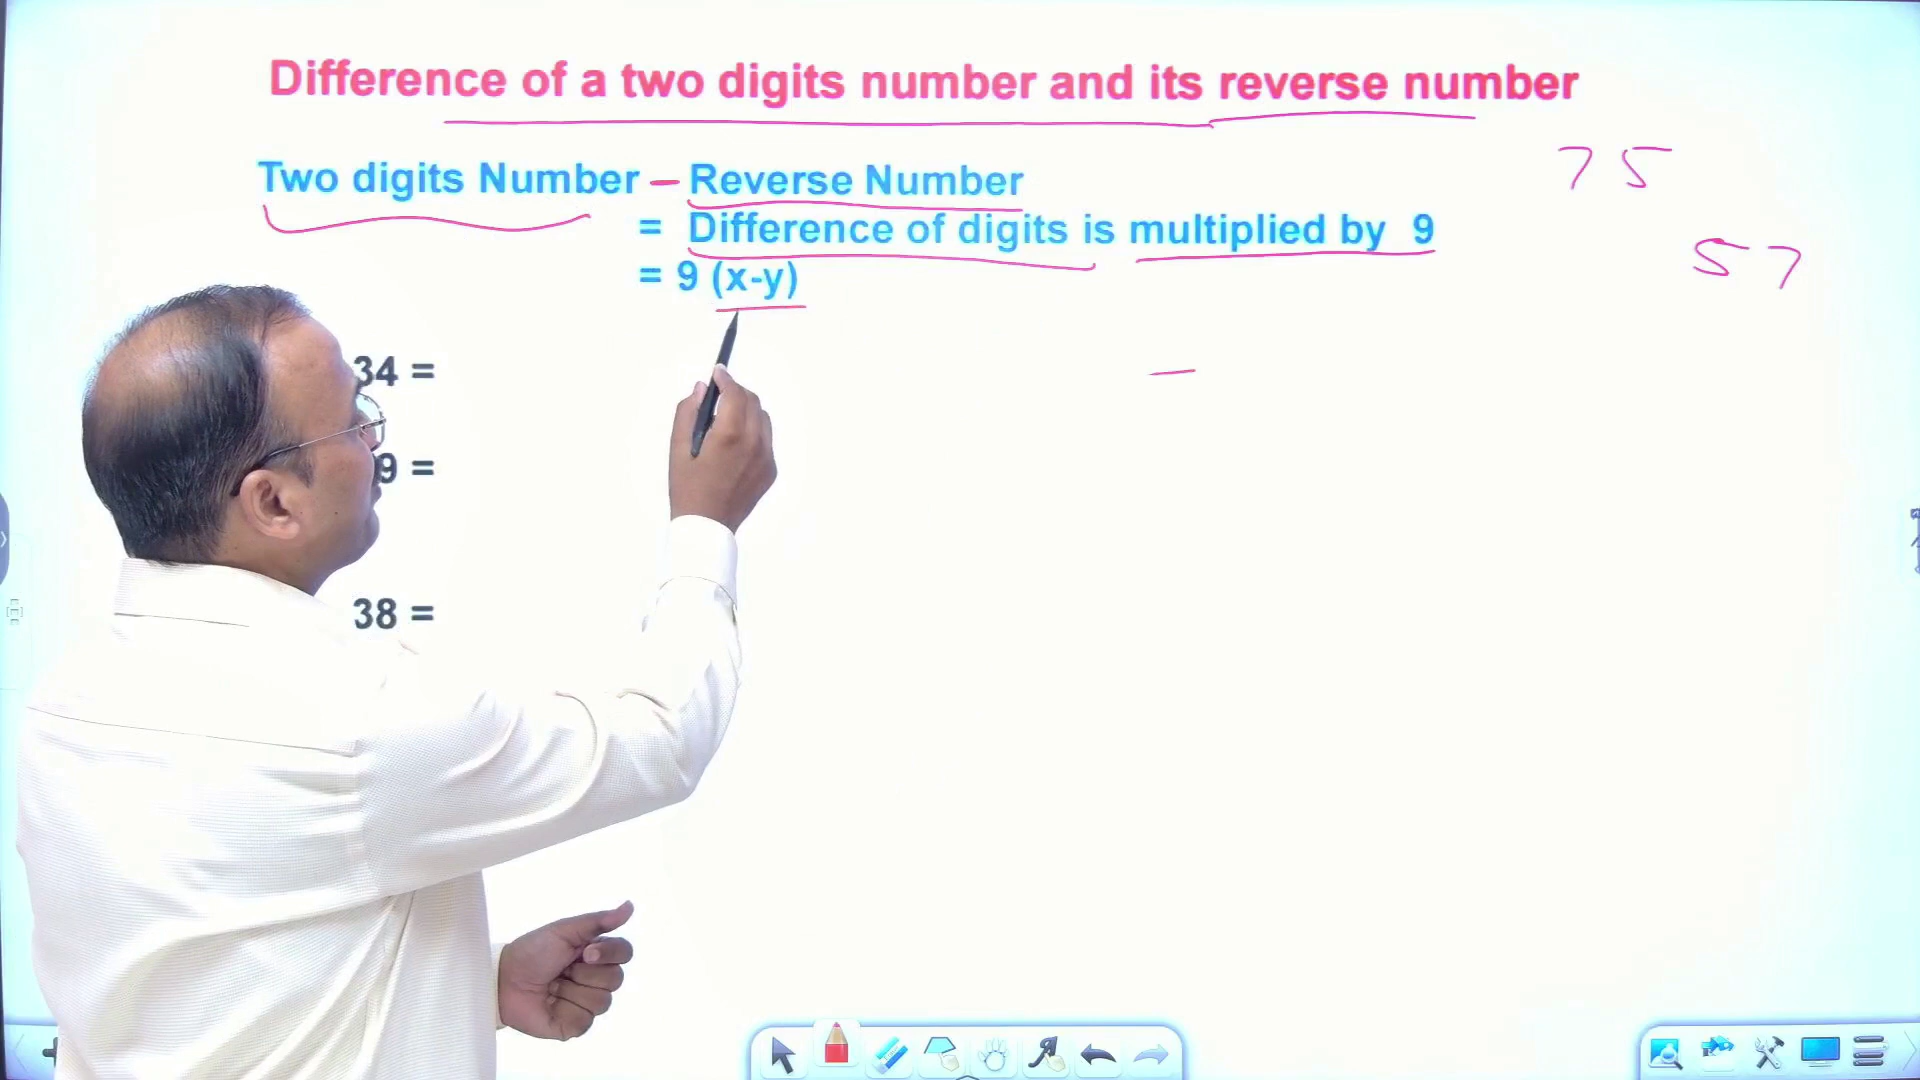 Difference of a two digits number and its reverse number
Two digits Number – Reverse Number
= Difference of digits is multiplied by 9
= 9 (x-y)
75
57
34 =
9 =
38 =